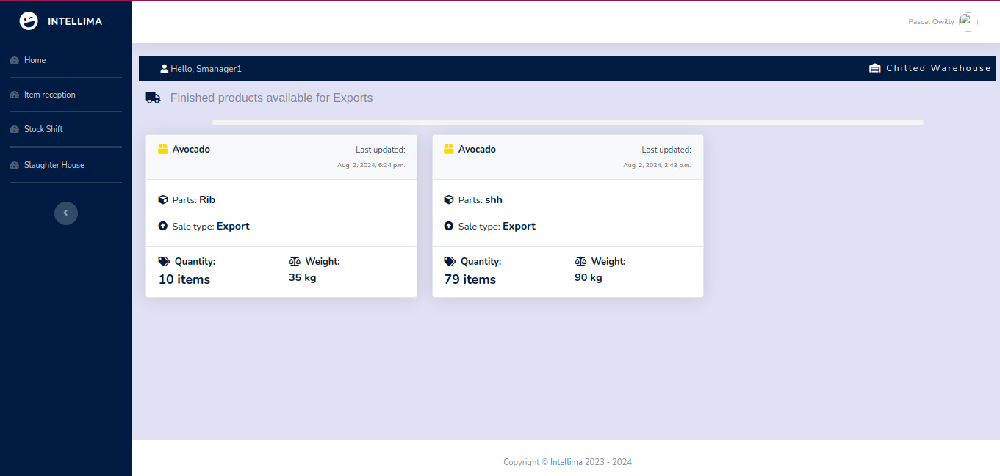 INTELLIMA
Home
Item reception
Stock Shift
Slaughter House
Pascal Owilly
Hello, Smanager1
Chilled Warehouse
Finished products available for Exports
Avocado
Last updated:
Aug. 2, 2024, 6:24 p.m.
Parts: Rib
Sale type: Export
Quantity:
10 items
Weight:
35 kg
Avocado
Last updated:
Aug. 2, 2024, 2:43 p.m.
Parts: shh
Sale type: Export
Quantity:
79 items
Weight:
90 kg
Copyright © Intellima 2023 - 2024